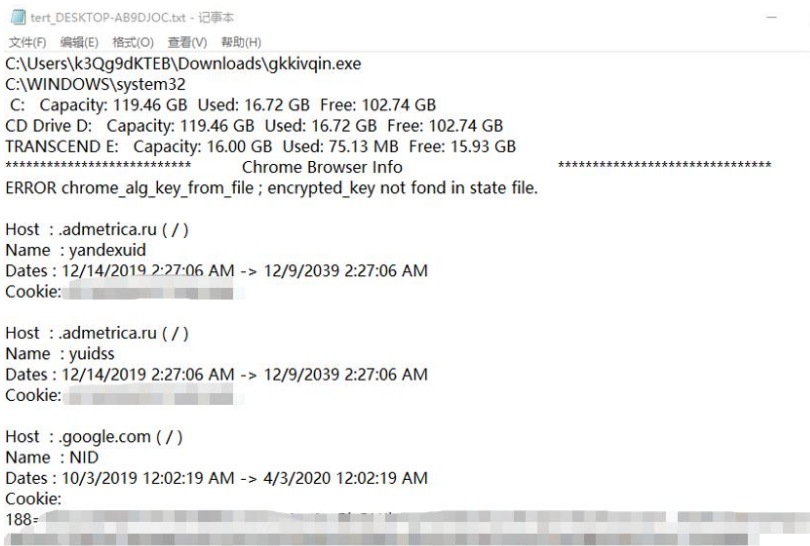 tert_DESKTOP-AB9DJOC.txt - 记事本
文件(F) 编辑(E) 格式(O) 查看(V) 帮助(H)
C:\Users\k3Qg9dKTEB\Downloads\gkkivqin.exe
C:\WINDOWS\system32
C: Capacity: 119.46 GB Used: 16.72 GB Free: 102.74 GB
CD Drive D: Capacity: 119.46 GB Used: 16.72 GB Free: 102.74 GB
TRANSCEND E: Capacity: 16.00 GB Used: 75.13 MB Free: 15.93 GB
*************************** Chrome Browser Info *******************************
ERROR chrome_alg_key_from_file ; encrypted_key not fond in state file.
Host : .admetrica.ru ( / )
Name : yandexuid
Dates : 12/14/2019 2:27:06 AM -> 12/9/2039 2:27:06 AM
Cookie:
Host : .admetrica.ru ( / )
Name : yuidss
Dates : 12/14/2019 2:27:06 AM -> 12/9/2039 2:27:06 AM
Cookie:
Host : .google.com ( / )
Name : NID
Dates : 10/3/2019 12:02:19 AM -> 4/3/2020 12:02:19 AM
Cookie:
188=